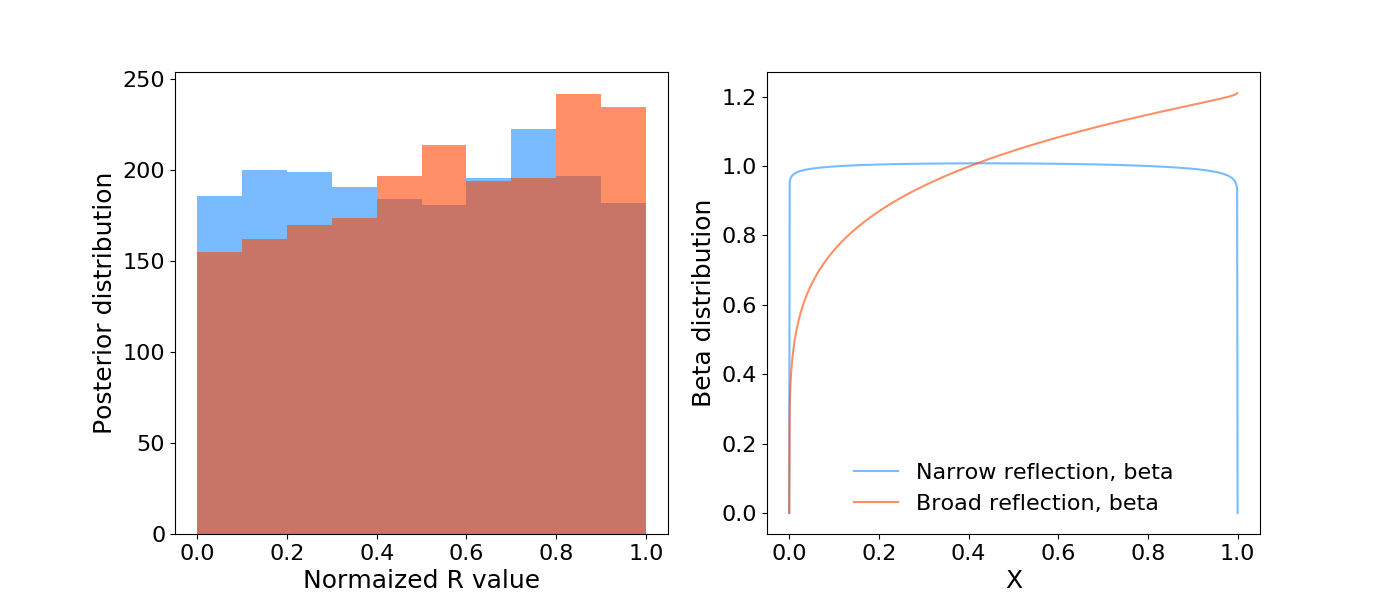 Posterior distribution
250
200
150
100
50
0
0.0 0.2 0.4 0.6 0.8 1.0
Normaized R value
Beta distribution
1.2
1.0
0.8
0.6
0.4
0.2
0.0
Narrow reflection, beta
Broad reflection, beta
0.0 0.2 0.4 0.6 0.8 1.0
X